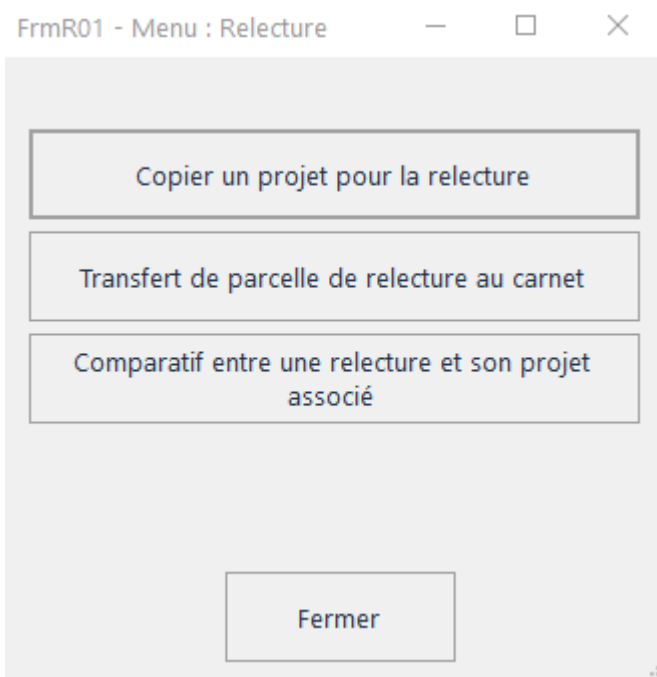 FrmR01 - Menu : Relecture
Copier un projet pour la relecture
Transfert de parcelle de relecture au carnet
Comparatif entre une relecture et son projet
associé
Fermer